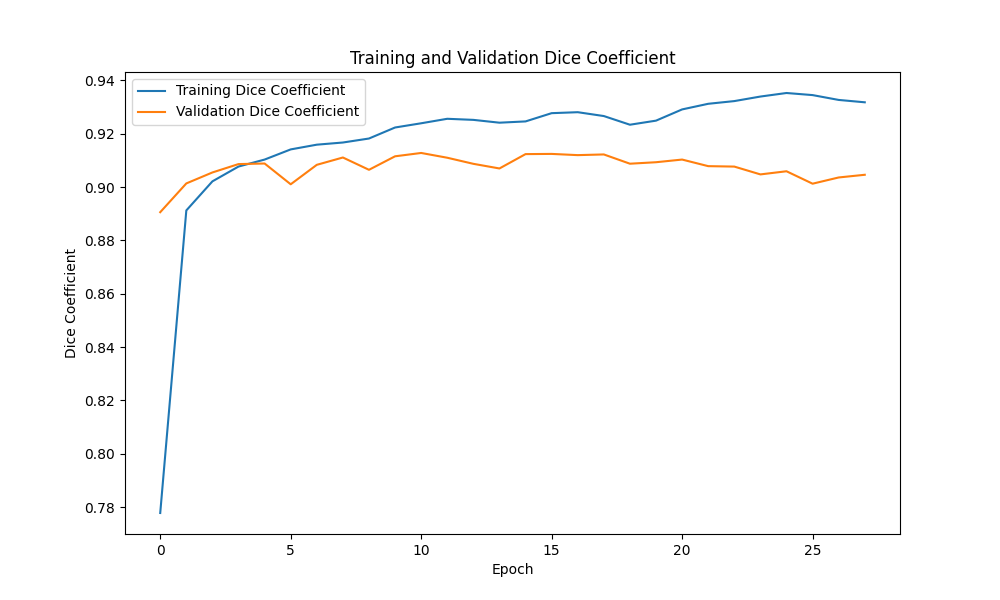 Training and Validation Dice Coefficient
Training Dice Coefficient
Validation Dice Coefficient
0.94
0.92
0.90
0.88
0.86
0.84
0.82
0.80
0.78
Dice Coefficient
0 5 10 15 20 25
Epoch